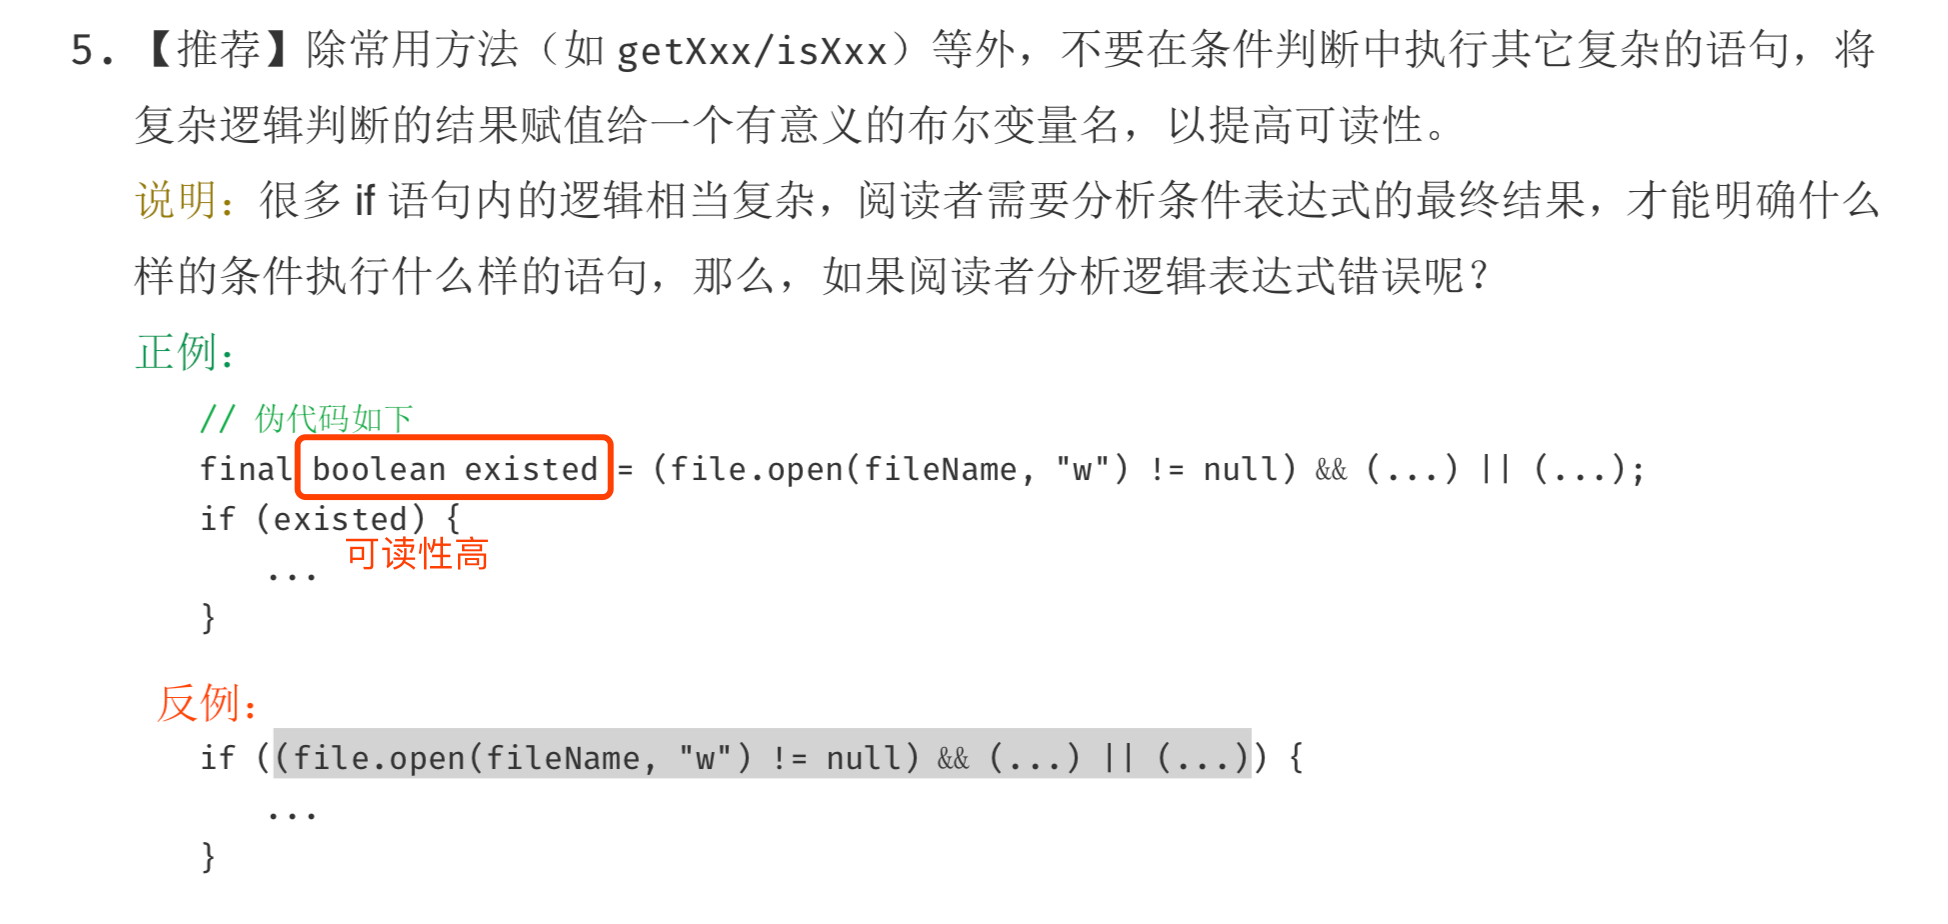 5. 【推荐】除常用方法（如 getXxx/isXxx）等外，不要在条件判断中执行其它复杂的语句，将
复杂逻辑判断的结果赋值给一个有意义的布尔变量名，以提高可读性。
说明：很多 if 语句内的逻辑相当复杂，阅读者需要分析条件表达式的最终结果，才能明确什么
样的条件执行什么样的语句，那么，如果阅读者分析逻辑表达式错误呢？
正例：
// 伪代码如下
final boolean existed = (file.open(fileName, "w") != null) && (...) || (...);
if (existed) {
可读性高
...
}
反例：
if ((file.open(fileName, "w") != null) && (...) || (...)) {
...
}